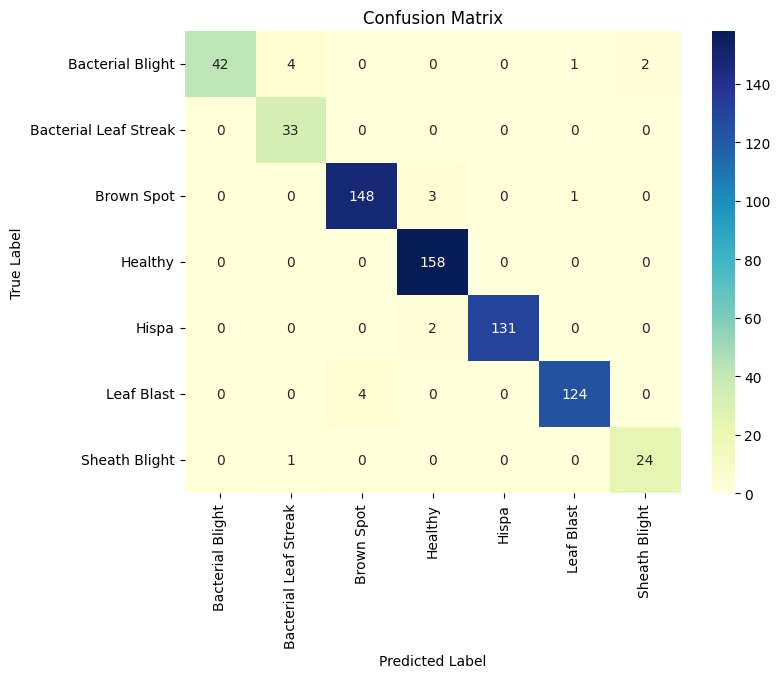 Confusion Matrix
True Label
Bacterial Blight 42 4 0 0 0 1 2
Bacterial Leaf Streak 0 33 0 0 0 0 0
Brown Spot 0 0 148 3 0 1 0
Healthy 0 0 0 158 0 0 0
Hispa 0 0 0 2 131 0 0
Leaf Blast 0 0 4 0 0 124 0
Sheath Blight 0 1 0 0 0 0 24
Bacterial Blight
Bacterial Leaf Streak
Brown Spot
Healthy
Hispa
Leaf Blast
Sheath Blight
Predicted Label
140
120
100
80
60
40
20
0